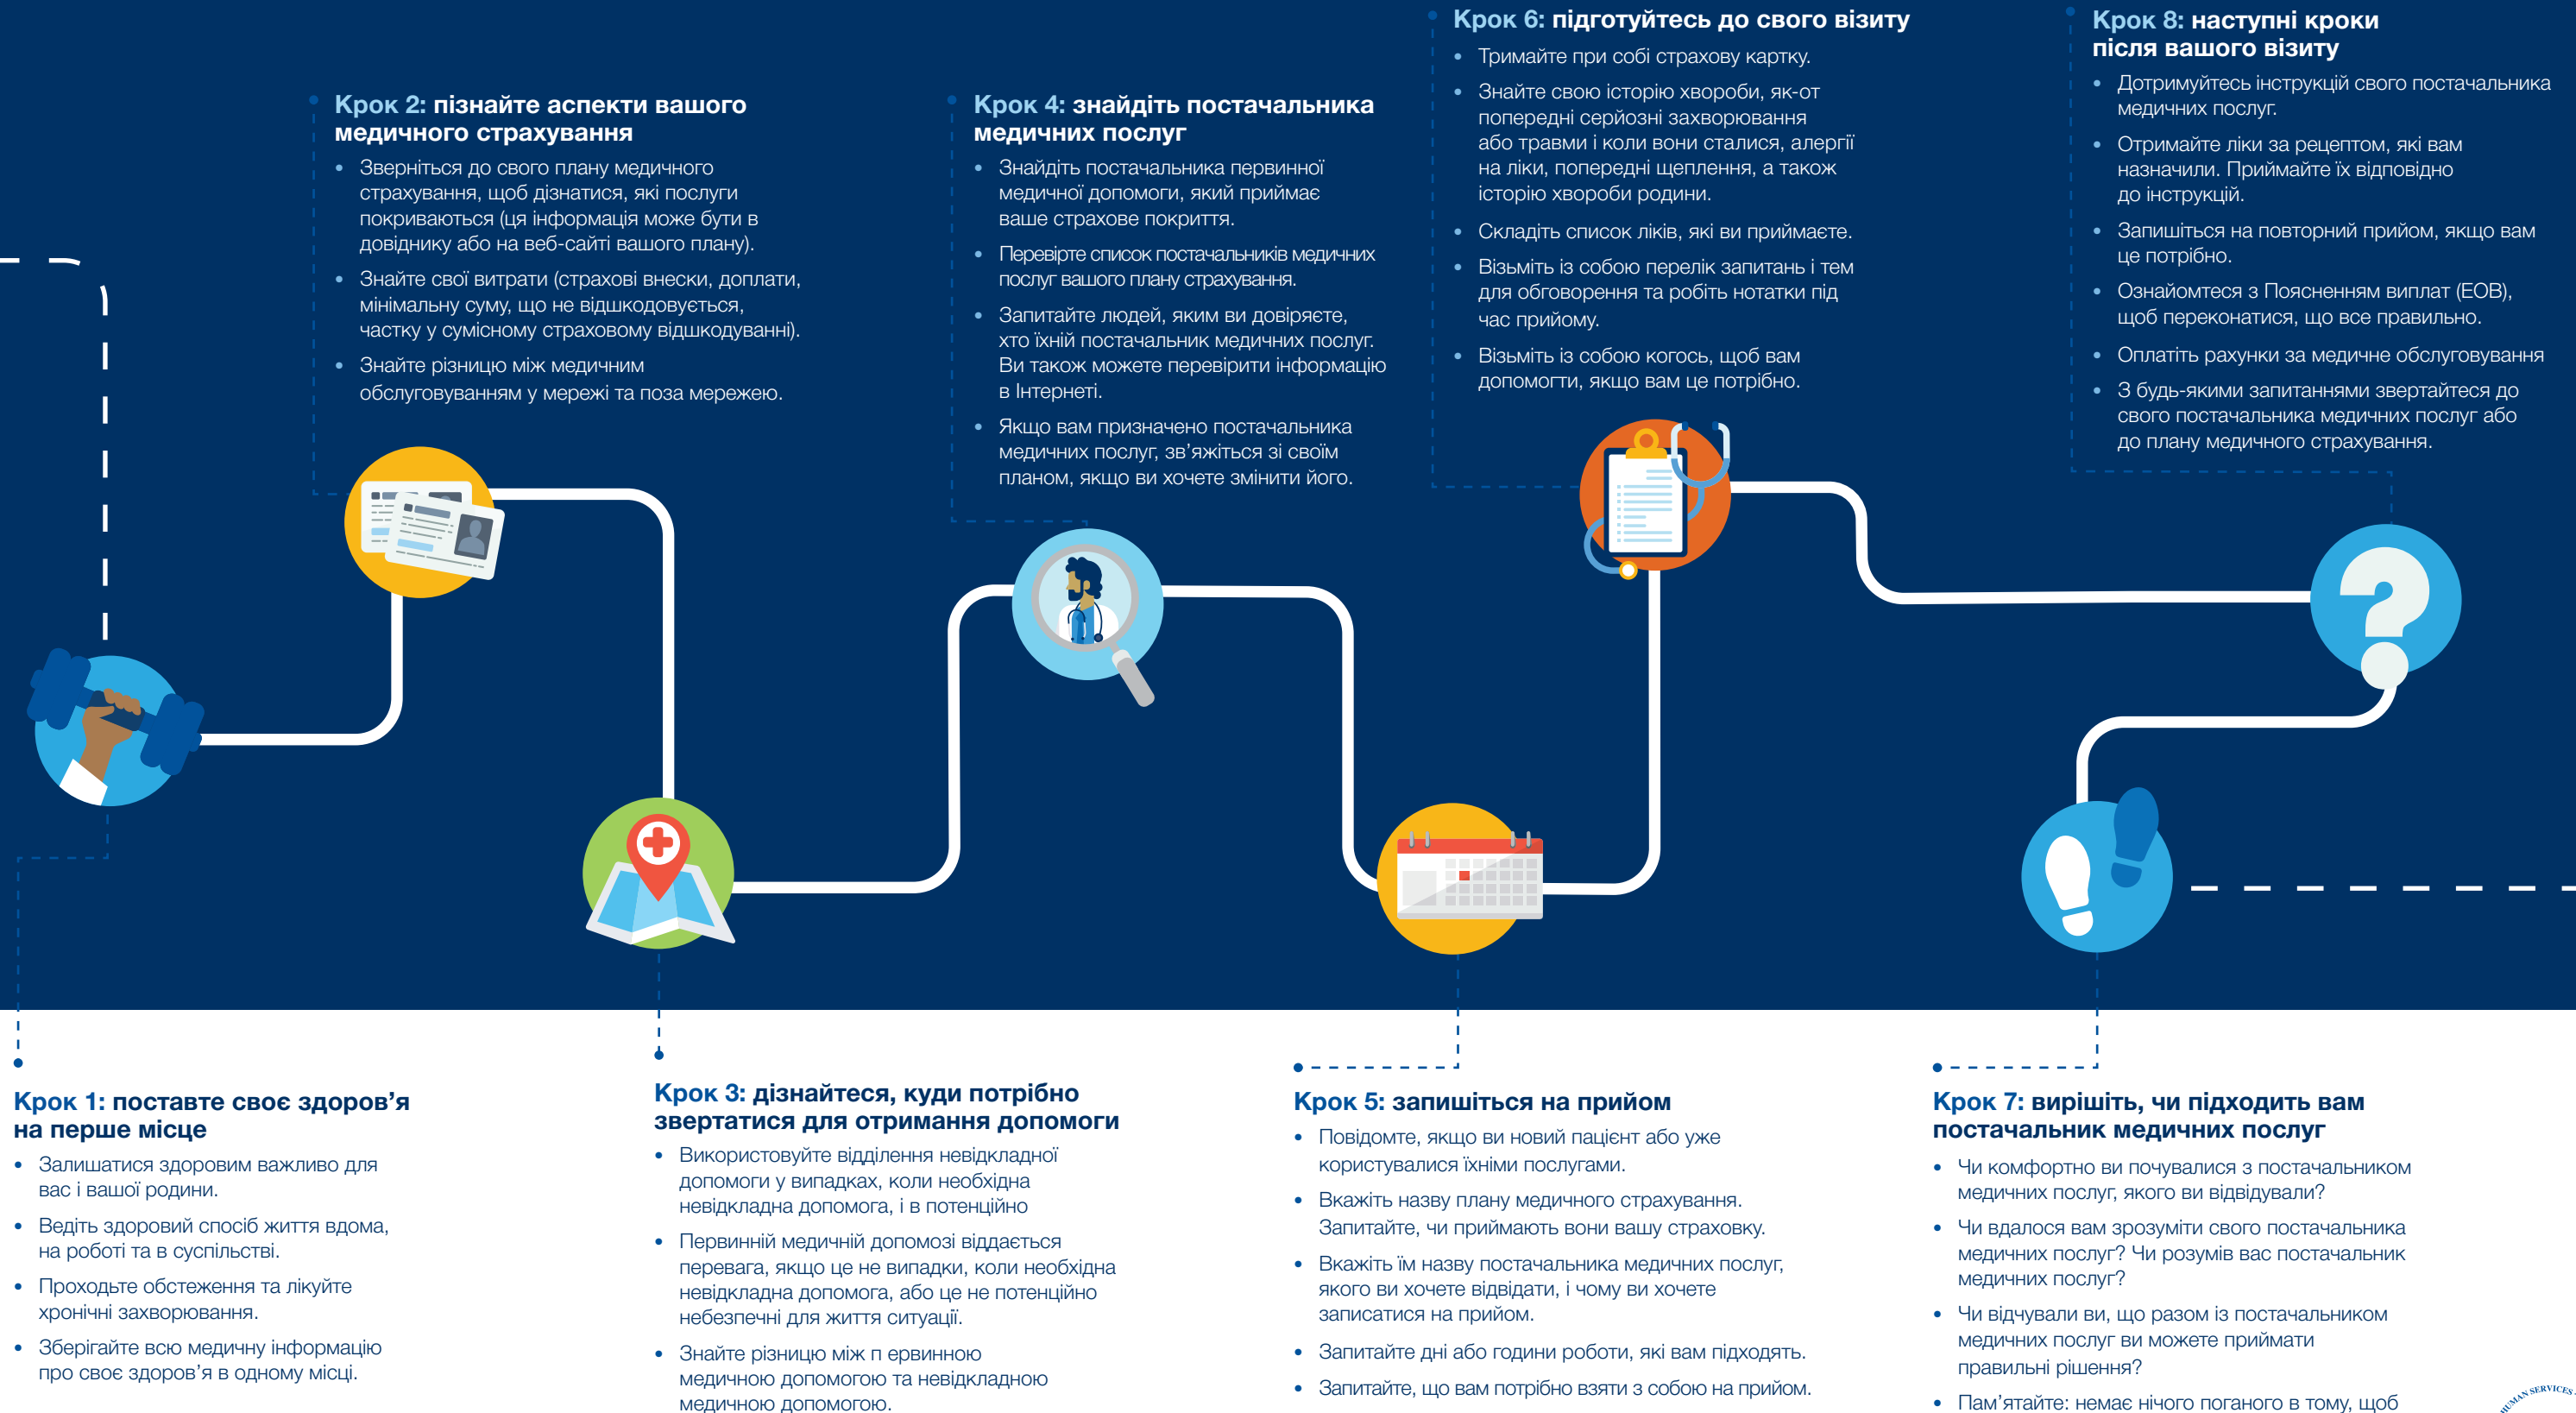 Крок 1: поставте своє здоров’я
на перше місце
• Залишатися здоровим важливо для
вас і вашої родини.
• Ведіть здоровий спосіб життя вдома,
на роботі та в суспільстві.
• Проходьте обстеження та лікуйте
хронічні захворювання.
• Зберігайте всю медичну інформацію
про своє здоров’я в одному місці.
Крок 2: пізнайте аспекти вашого
медичного страхування
• Зверніться до свого плану медичного
страхування, щоб дізнатися, які послуги
покриваються (ця інформація може бути в
довіднику або на веб-сайті вашого плану).
• Знайте свої витрати (страхові внески, доплати,
мінімальну суму, що не відшкодовується,
частку у сумісному страховому відшкодуванні).
• Знайте різницю між медичним
обслуговуванням у мережі та поза мережею.
Крок 3: дізнайтеся, куди потрібно
звертатися для отримання допомоги
• Використовуйте відділення невідкладної
допомоги у випадках, коли необхідна
невідкладна допомога, і в потенційно
• Первинній медичній допомозі віддається
перевага, якщо це не випадки, коли необхідна
невідкладна допомога, або це не потенційно
небезпечні для життя ситуації.
• Знайте різницю між п ервинною
медичною допомогою та невідкладною
медичною допомогою.
Крок 4: знайдіть постачальника
медичних послуг
• Знайдіть постачальника первинної
медичної допомоги, який приймає
ваше страхове покриття.
• Перевірте список постачальників медичних
послуг вашого плану страхування.
• Запитайте людей, яким ви довіряєте,
хто їхній постачальник медичних послуг.
Ви також можете перевірити інформацію
в Інтернеті.
• Якщо вам призначено постачальника
медичних послуг, зв’яжіться зі своїм
планом, якщо ви хочете змінити його.
Крок 5: запишіться на прийом
• Повідомте, якщо ви новий пацієнт або уже
користувалися їхніми послугами.
• Вкажіть назву плану медичного страхування.
Запитайте, чи приймають вони вашу страховку.
• Вкажіть їм назву постачальника медичних послуг,
якого ви хочете відвідати, і чому ви хочете
записатися на прийом.
• Запитайте дні або години роботи, які вам підходять.
• Запитайте, що вам потрібно взяти з собою на прийом.
Крок 6: підготуйтесь до свого візиту
• Тримайте при собі страхову картку.
• Знайте свою історію хвороби, як-от
попередні серйозні захворювання
або травми і коли вони сталися, алергії
на ліки, попередні щеплення, а також
історію хвороби родини.
• Складіть список ліків, які ви приймаєте.
• Візьміть із собою перелік запитань і тем
для обговорення та робіть нотатки під
час прийому.
• Візьміть із собою когось, щоб вам
допомогти, якщо вам це потрібно.
Крок 7: вирішіть, чи підходить вам
постачальник медичних послуг
• Чи комфортно ви почувалися з постачальником
медичних послуг, якого ви відвідували?
• Чи вдалося вам зрозуміти свого постачальника
медичних послуг? Чи розумів вас постачальник
медичних послуг?
• Чи відчували ви, що разом із постачальником
медичних послуг ви можете приймати
правильні рішення?
• Пам’ятайте: немає нічого поганого в тому, щоб
Крок 8: наступні кроки
після вашого візиту
• Дотримуйтесь інструкцій свого постачальника
медичних послуг.
• Отримайте ліки за рецептом, які вам
назначили. Приймайте їх відповідно
до інструкцій.
• Запишіться на повторний прийом, якщо вам
це потрібно.
• Ознайомтеся з Поясненням виплат (EOB),
щоб переконатися, що все правильно.
• Оплатіть рахунки за медичне обслуговування
• З будь-якими запитаннями звертайтеся до
свого постачальника медичних послуг або
до плану медичного страхування.
HUMAN SERVICES